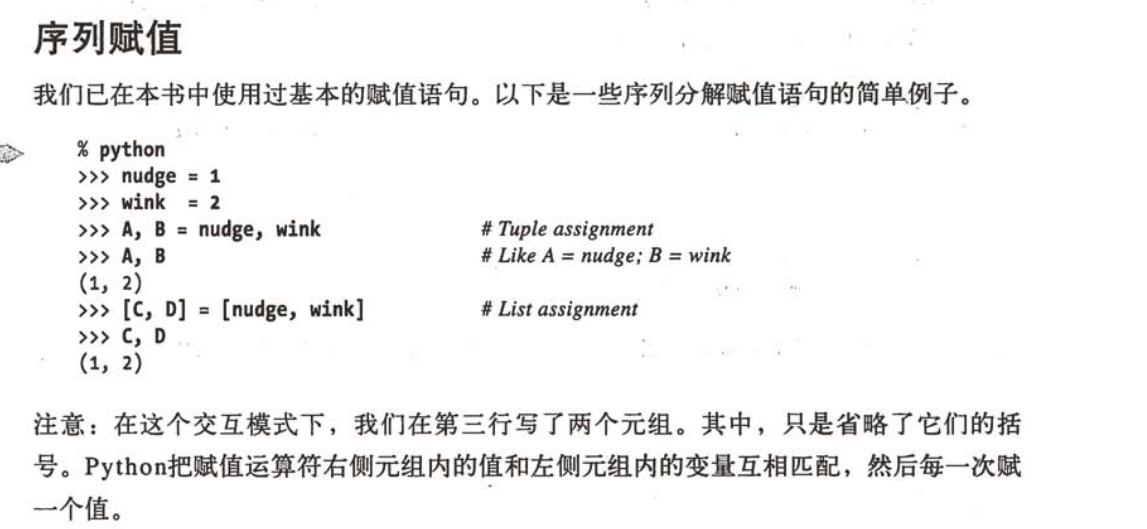 序列赋值
我们已在本书中使用过基本的赋值语句。以下是一些序列分解赋值语句的简单例子。
% python
>>> nudge = 1
>>> wink  = 2
>>> A, B = nudge, wink # Tuple assignment
>>> A, B # Like A = nudge; B = wink
(1, 2)
>>> [C, D] = [nudge, wink] # List assignment
>>> C, D
(1, 2)
注意：在这个交互模式下，我们在第三行写了两个元组。其中，只是省略了它们的括
号。Python把赋值运算符右侧元组内的值和左侧元组内的变量互相匹配，然后每一次赋
一个值。